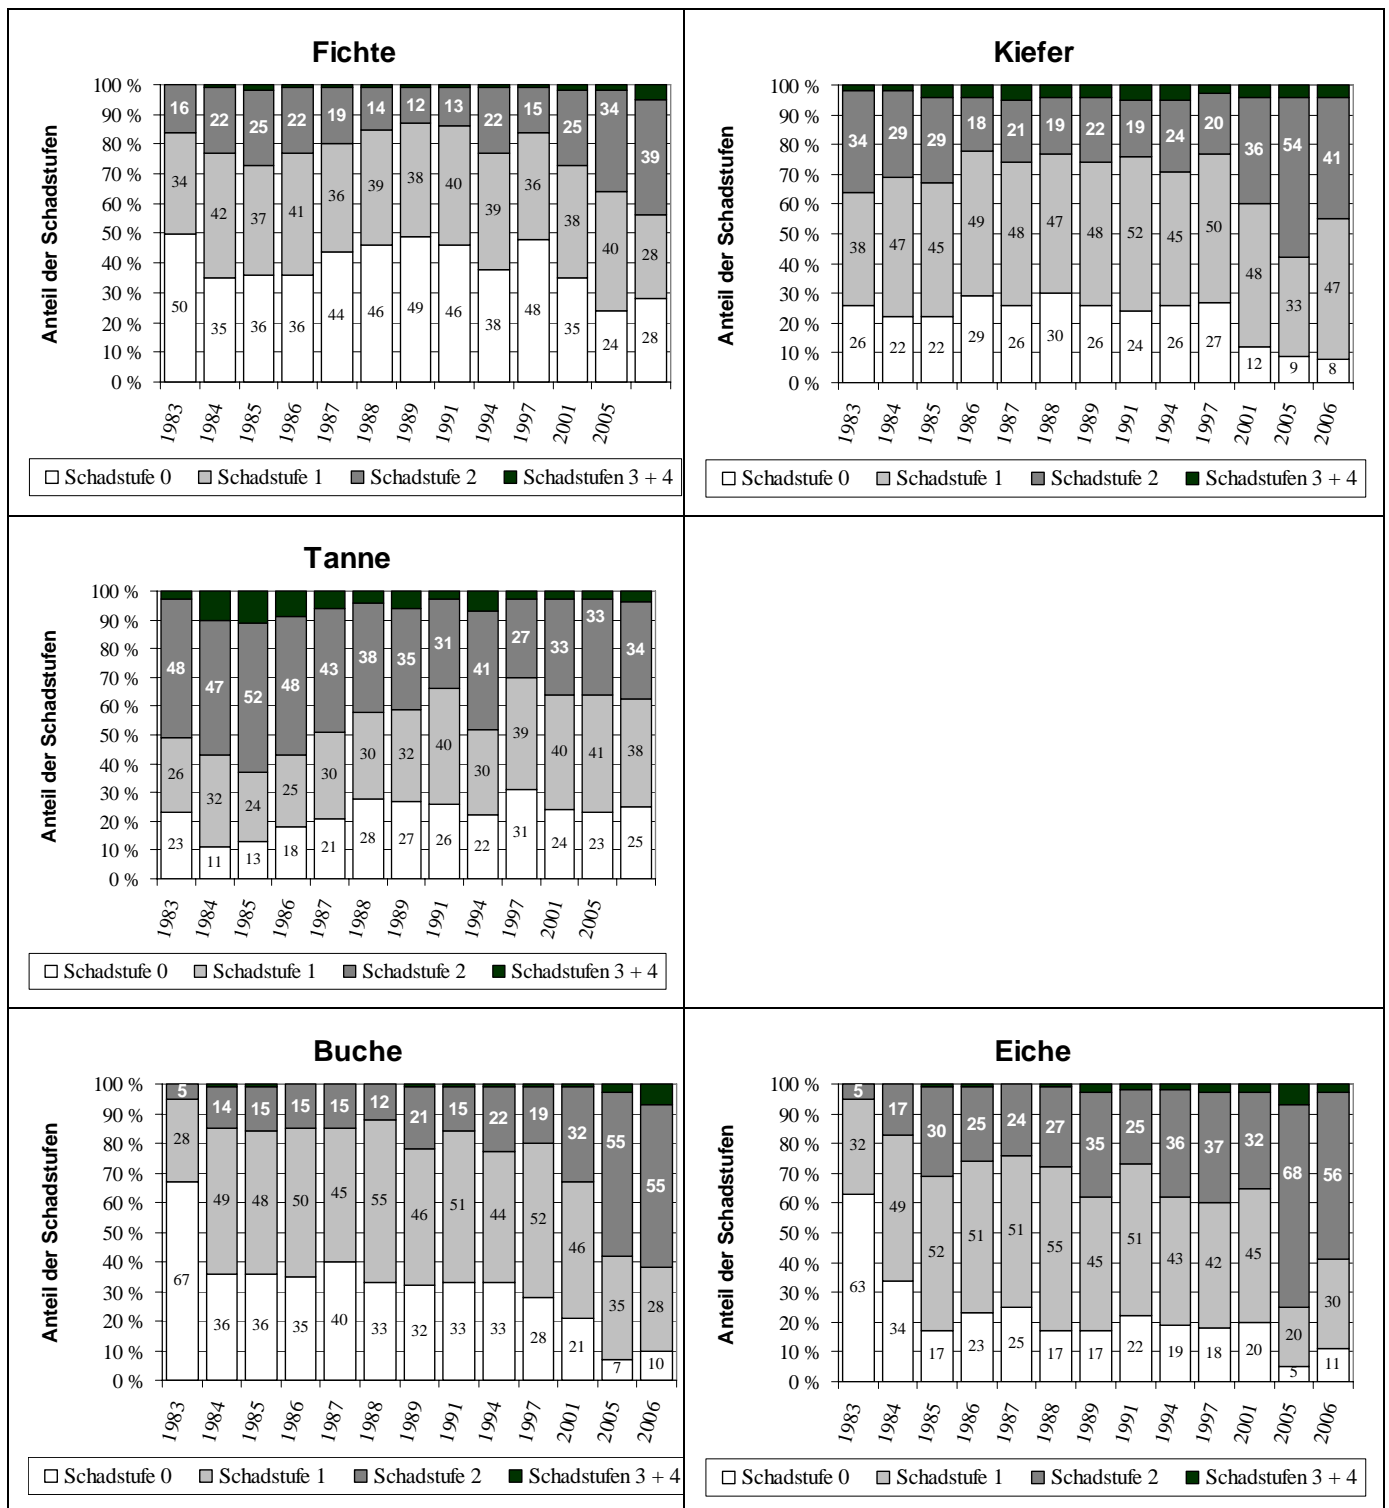 Fichte
Anteil der Schadstufen
100 %
90 %
80 %
70 %
60 %
50 %
40 %
30 %
20 %
10 %
0 %
16 22 25 22 19 14 12 13 22 15 25 34 39
34 42 37 41 36 39 38 40 39 36 38 40 28
50 35 36 36 44 46 49 46 38 48 35 24 28
1983 1984 1985 1986 1987 1988 1989 1991 1994 1997 2001 2005
Schadstufe 0 Schadstufe 1 Schadstufe 2 Schadstufen 3 + 4
Kiefer
Anteil der Schadstufen
100 %
90 %
80 %
70 %
60 %
50 %
40 %
30 %
20 %
10 %
0 %
34 29 29 18 21 19 22 19 24 20 36 54 41
38 47 45 49 48 47 48 52 45 50 48 33 47
26 22 22 29 26 30 26 24 26 27 12 9 8
1983 1984 1985 1986 1987 1988 1989 1991 1994 1997 2001 2005 2006
Schadstufe 0 Schadstufe 1 Schadstufe 2 Schadstufen 3 + 4
Tanne
Anteil der Schadstufen
100 %
90 %
80 %
70 %
60 %
50 %
40 %
30 %
20 %
10 %
0 %
48 47 52 48 43 38 35 31 41 27 33 33 34
26 32 24 25 30 30 32 40 30 39 40 41 38
23 11 13 18 21 28 27 26 22 31 24 23 25
1983 1984 1985 1986 1987 1988 1989 1991 1994 1997 2001 2005
Schadstufe 0 Schadstufe 1 Schadstufe 2 Schadstufen 3 + 4
Buche
Anteil der Schadstufen
100 %
90 %
80 %
70 %
60 %
50 %
40 %
30 %
20 %
10 %
0 %
5 14 15 15 15 12 21 15 22 19 32 55 55
28 49 48 50 45 55 46 51 44 52 46 35 28
67 36 36 35 40 33 32 33 33 28 21 7 10
1983 1984 1985 1986 1987 1988 1989 1991 1994 1997 2001 2005 2006
Schadstufe 0 Schadstufe 1 Schadstufe 2 Schadstufen 3 + 4
Eiche
Anteil der Schadstufen
100 %
90 %
80 %
70 %
60 %
50 %
40 %
30 %
20 %
10 %
0 %
5 17 30 25 24 27 35 25 36 37 32 68 56
32 49 52 51 51 55 45 51 43 42 45 20 30
63 34 17 23 25 17 17 22 19 18 20 5 11
1983 1984 1985 1986 1987 1988 1989 1991 1994 1997 2001 2005 2006
Schadstufe 0 Schadstufe 1 Schadstufe 2 Schadstufen 3 + 4